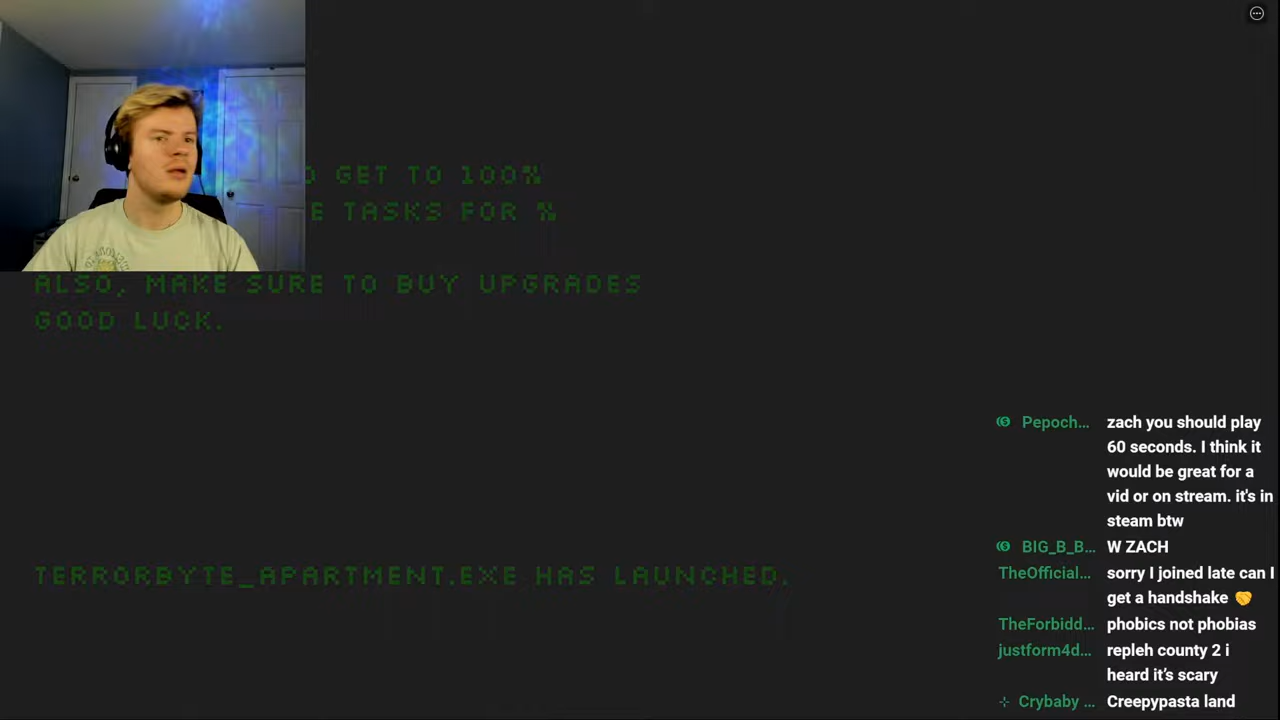 GET TO 100%
TASKS FOR %
ALSO, MAKE SURE TO BUY UPGRADES
GOOD LUCK.
TERRORBYTE_APARTMENT.EXE HAS LAUNCHED.
Pepoch... zach you should play
60 seconds. I think it
would be great for a
vid or on stream. it's in
steam btw
BIG_B_B... W ZACH
TheOfficial... sorry I joined late can I
get a handshake 🤝
TheForbidd... phobics not phobias
justform4d... repleh county 2 i
heard it's scary
Crybaby ... Creepypasta land